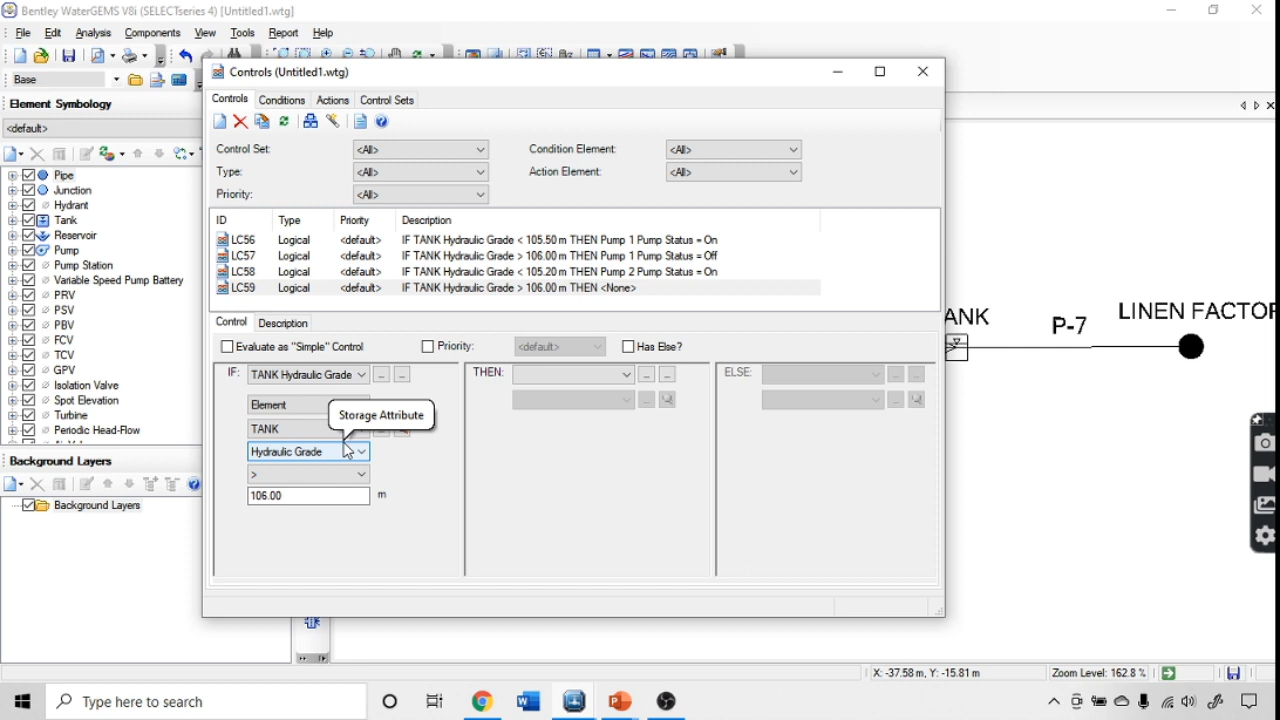 Bentley WaterGEMS V8i (SELECTseries 4) [Untitled1.wtg]
File Edit Analysis Components View Tools Report Help
Base
Element Symbology
<default>
Pipe
Junction
Hydrant
Tank
Reservoir
Pump
Pump Station
Variable Speed Pump Battery
PRV
PSV
PBV
FCV
TCV
GPV
Isolation Valve
Spot Elevation
Turbine
Periodic Head-Flow
Background Layers
Background Layers
Controls (Untitled1.wtg)
Controls Conditions Actions Control Sets
Control Set: <All> Condition Element: <All>
Type: <All> Action Element: <All>
Priority: <All>
ID Type Priority Description
LC56 Logical <default> IF TANK Hydraulic Grade < 105.50 m THEN Pump 1 Pump Status = On
LC57 Logical <default> IF TANK Hydraulic Grade > 106.00 m THEN Pump 1 Pump Status = Off
LC58 Logical <default> IF TANK Hydraulic Grade < 105.20 m THEN Pump 2 Pump Status = On
LC59 Logical <default> IF TANK Hydraulic Grade > 106.00 m THEN <None>
Control Description
Evaluate as "Simple" Control Priority: <default> Has Else?
IF: TANK Hydraulic Grade ... ... THEN: ... ... ELSE: ... ...
Element
Storage Attribute
TANK
Hydraulic Grade
>
106.00 m
ANK P-7 LINEN FACTOR
X: -37.58 m, Y: -15.81 m Zoom Level: 162.8 %
Type here to search